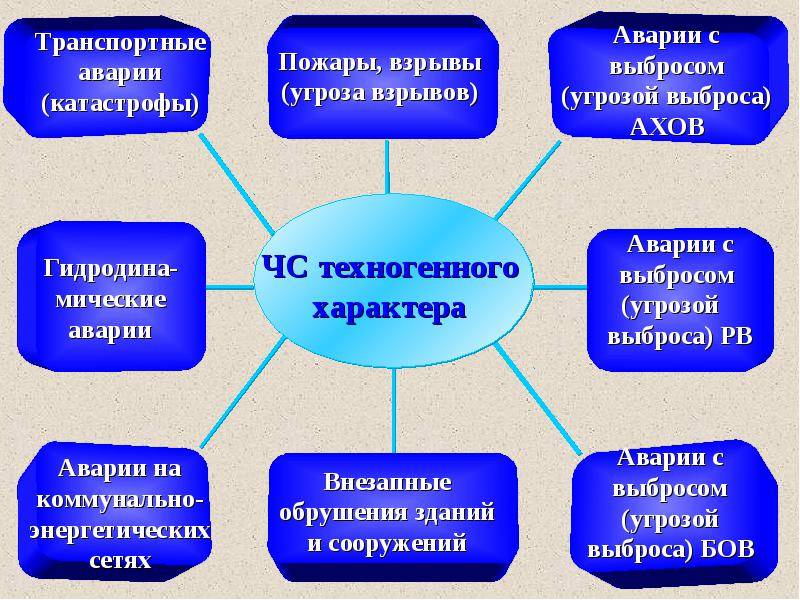 Транспортные
аварии
(катастрофы)
Пожары, взрывы
(угроза взрывов)
Аварии с
выбросом
(угрозой выброса)
АХОВ
Гидродина-
мические
аварии
ЧС техногенного
характера
Аварии с
выбросом
(угрозой
выброса) РВ
Аварии на
коммунально-
энергетических
сетях
Внезапные
обрушения зданий
и сооружений
Аварии с
выбросом
(угрозой
выброса) БОВ